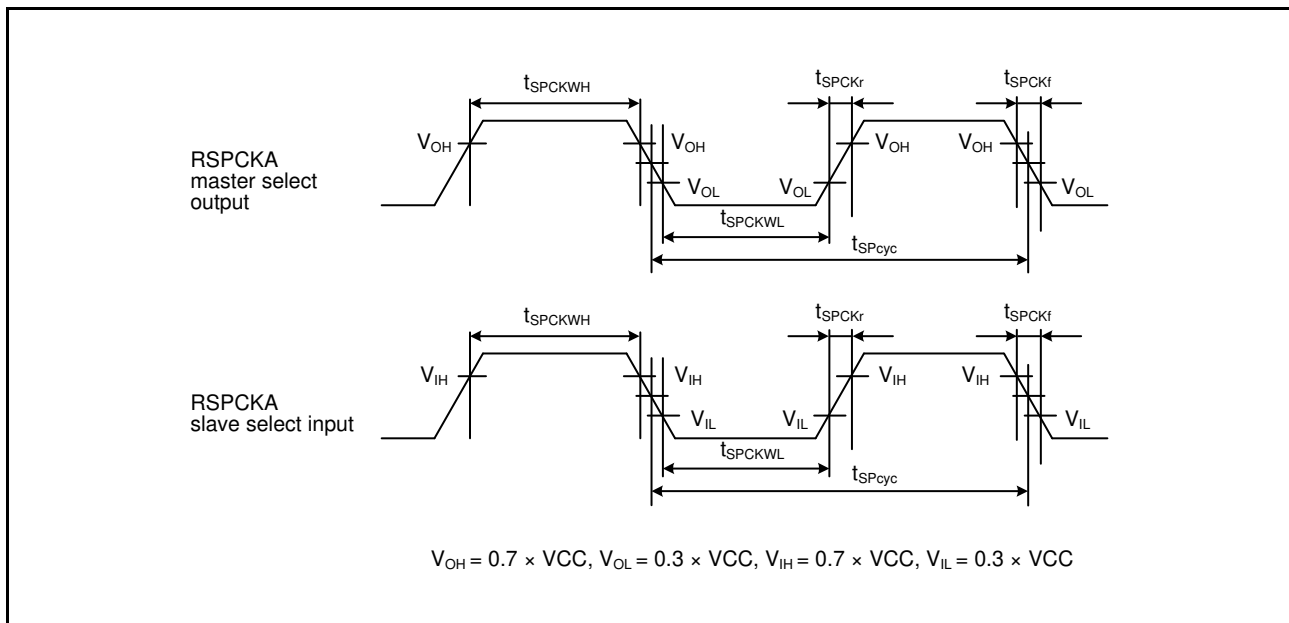 tSPCKWH
tSPCKr
tSPCKf
VOH
VOH
VOH
VOH
RSPCKA
master select
output
VOL
VOL
VOL
tSPCKWL
tSPcyc
tSPCKWH
tSPCKr
tSPCKf
VIH
VIH
VIH
VIH
RSPCKA
slave select input
VIL
VIL
VIL
tSPCKWL
tSPcyc
VOH = 0.7 × VCC, VOL = 0.3 × VCC, VIH = 0.7 × VCC, VIL = 0.3 × VCC